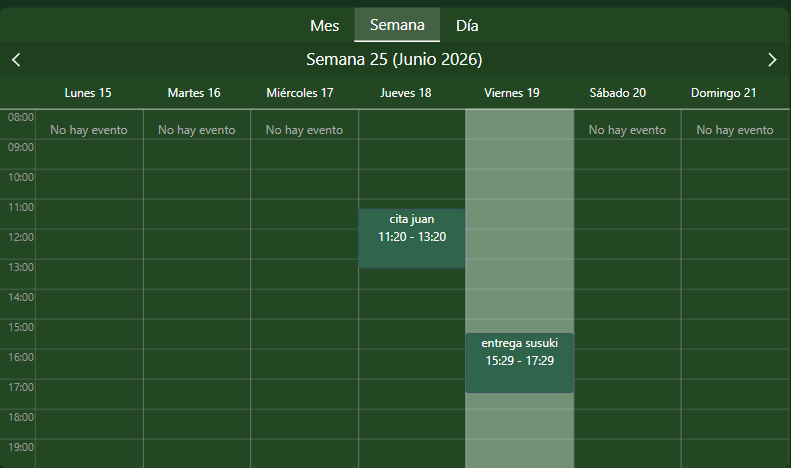 Mes Semana Día
Semana 25 (Junio 2026)
Lunes 15 Martes 16 Miércoles 17 Jueves 18 Viernes 19 Sábado 20 Domingo 21
08:00
No hay evento No hay evento No hay evento No hay evento No hay evento
09:00
10:00
11:00
cita juan
11:20 - 13:20
12:00
13:00
14:00
15:00
entrega susuki
15:29 - 17:29
16:00
17:00
18:00
19:00